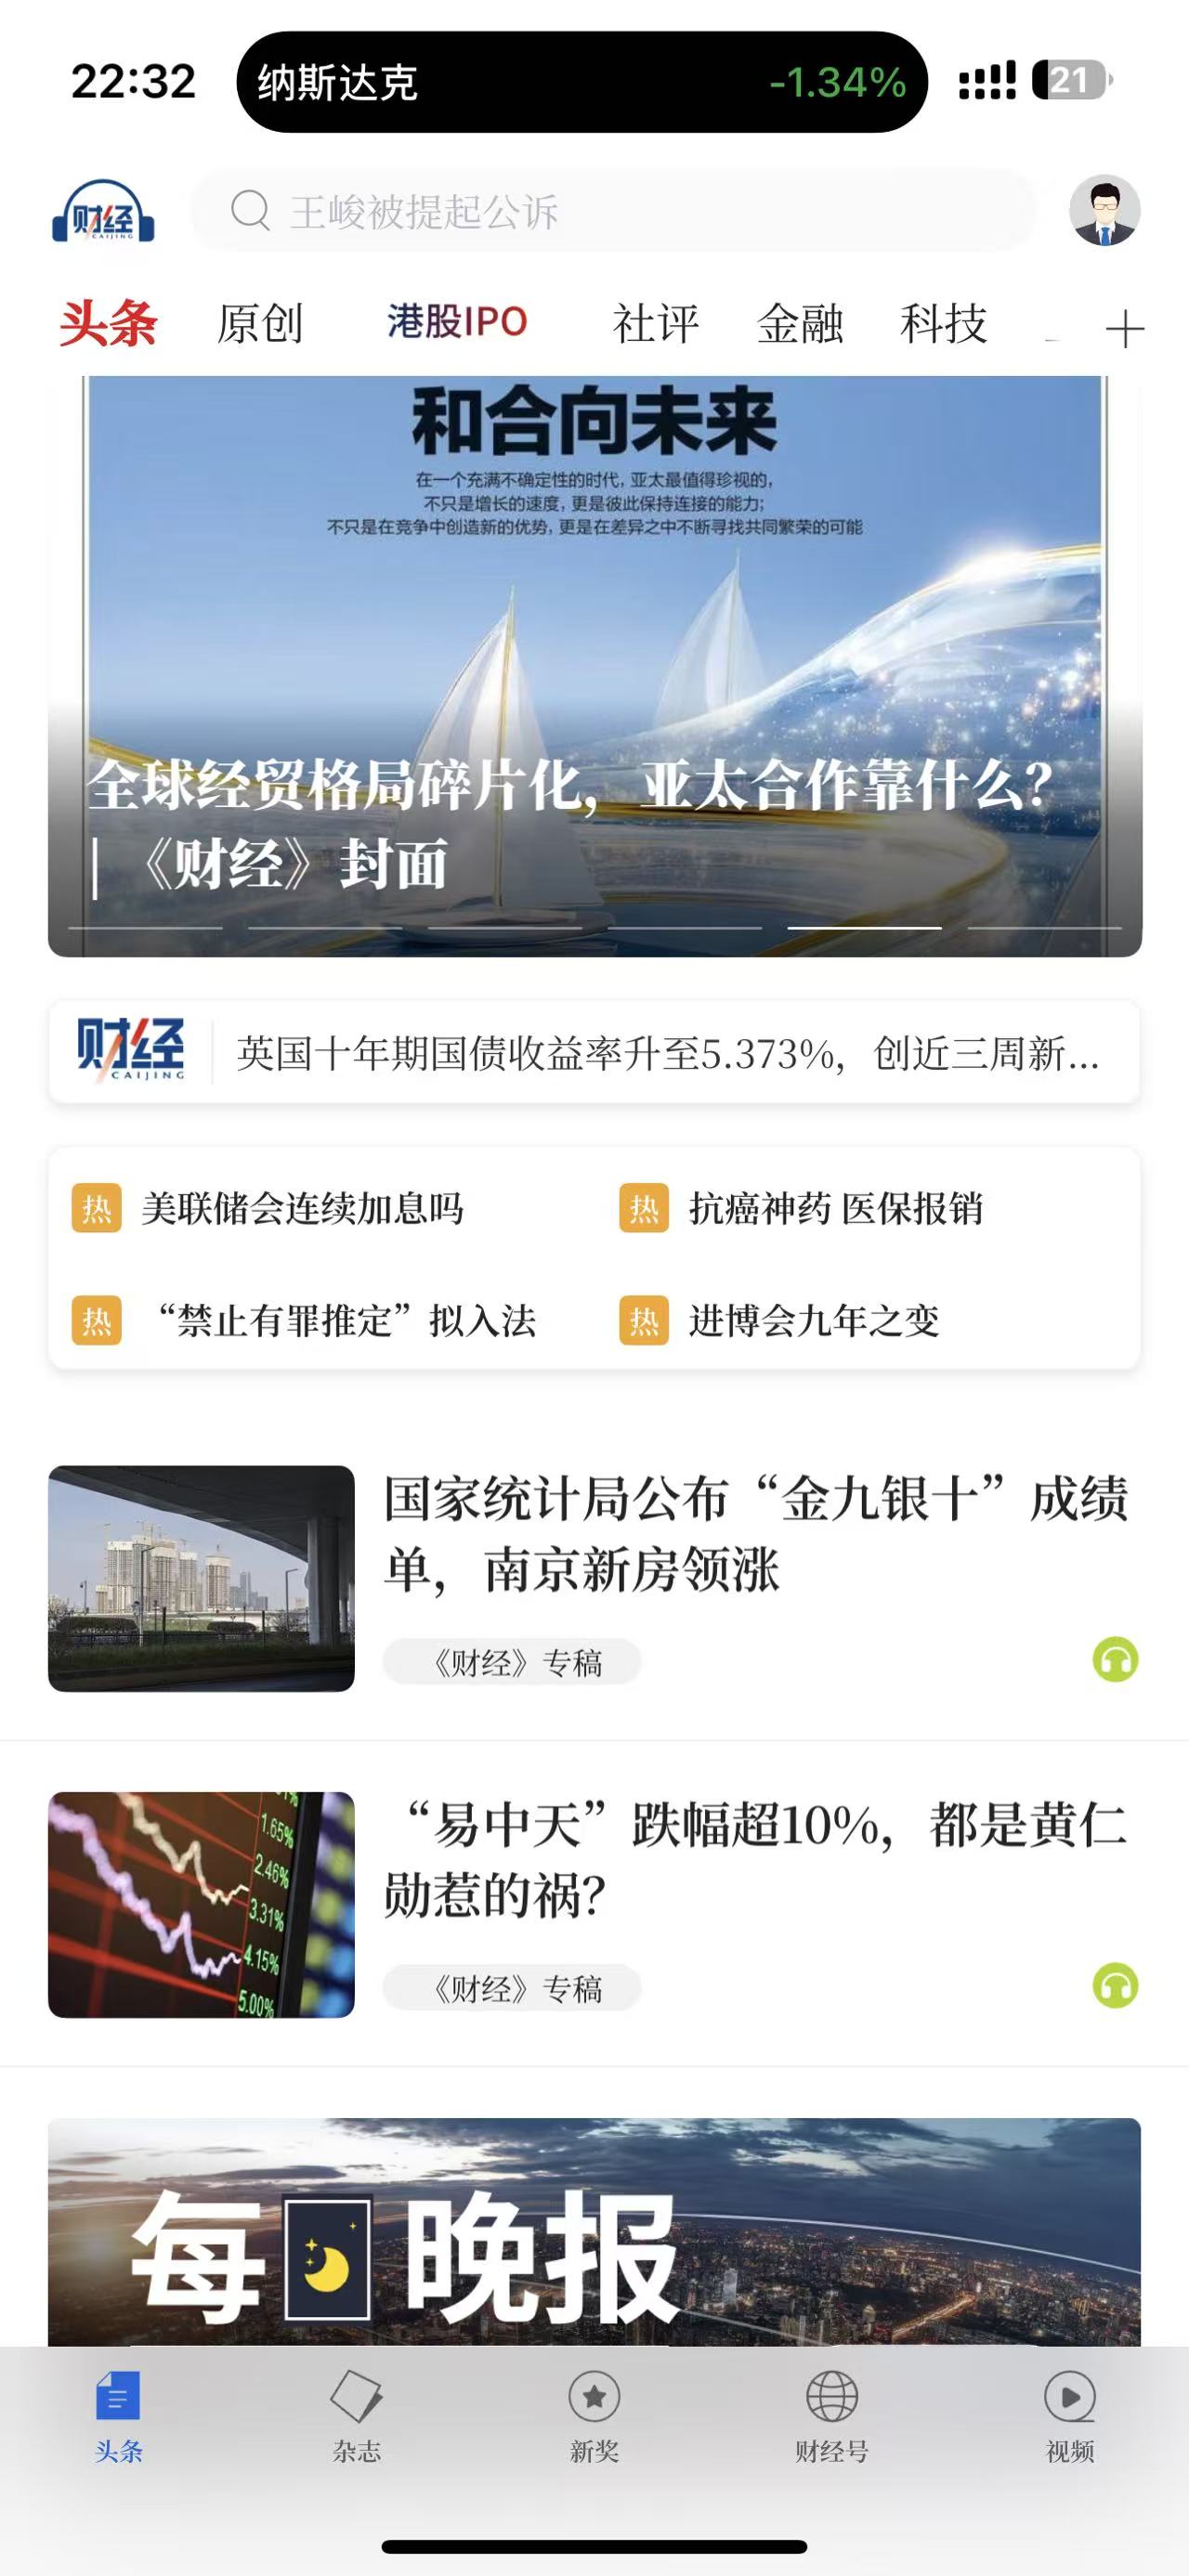 22:32
纳斯达克
-1.34%
21
财经
CAIJING
王峻被提起公诉
头条
原创
港股IPO
社评
金融
科技
和合向未来
在一个充满不确定性的时代，亚太最值得珍视的，
不只是增长的速度，更是彼此保持连接的能力；
不只是在竞争中创造新的优势，更是在差异之中不断寻找共同繁荣的可能
全球经贸格局碎片化，亚太合作靠什么？
｜《财经》封面
财经
CAIJING
英国十年期国债收益率升至5.373%，创近三周新...
热 美联储会连续加息吗
热 抗癌神药 医保报销
热 “禁止有罪推定”拟入法
热 进博会九年之变
国家统计局公布“金九银十”成绩
单，南京新房领涨
《财经》专稿
“易中天”跌幅超10%，都是黄仁
勋惹的祸？
《财经》专稿
1.65%
2.46%
3.31%
4.15%
5.00%
每晚报
头条
杂志
新奖
财经号
视频